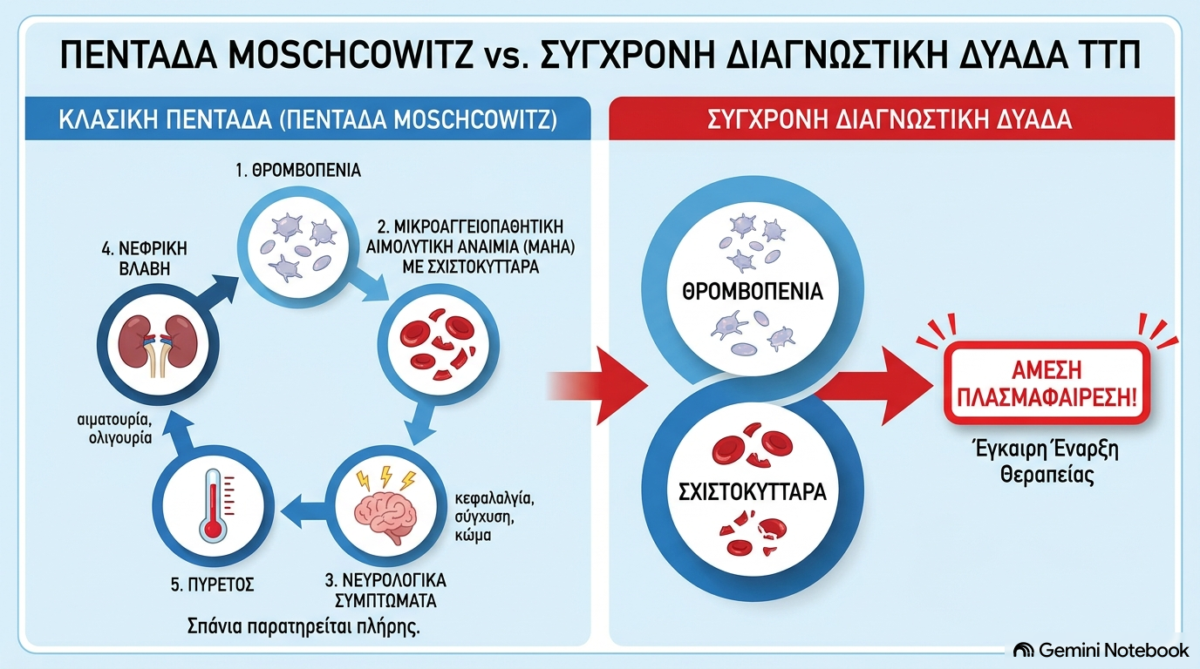 ΠΕΝΤΑΔΑ MOSCHCOWITZ vs. ΣΥΓΧΡΟΝΗ ΔΙΑΓΝΩΣΤΙΚΗ ΔΥΑΔΑ ΤΤΠ
ΚΛΑΣΙΚΗ ΠΕΝΤΑΔΑ (ΠΕΝΤΑΔΑ MOSCHCOWITZ)
1. ΘΡΟΜΒΟΠΕΝΙΑ
2. ΜΙΚΡΟΑΓΓΕΙΟΠΑΘΗΤΙΚΗ
ΑΙΜΟΛΥΤΙΚΗ ΑΝΑΙΜΙΑ (MAHA)
ΜΕ ΣΧΙΣΤΟΚΥΤΤΑΡΑ
4. ΝΕΦΡΙΚΗ
ΒΛΑΒΗ
αιματουρία,
ολιγουρία
κεφαλαλγία,
σύγχυση,
κώμα
5. ΠΥΡΕΤΟΣ
3. ΝΕΥΡΟΛΟΓΙΚΑ
ΣΥΜΠΤΩΜΑΤΑ
Σπάνια παρατηρείται πλήρης.
ΣΥΓΧΡΟΝΗ ΔΙΑΓΝΩΣΤΙΚΗ ΔΥΑΔΑ
ΘΡΟΜΒΟΠΕΝΙΑ
ΣΧΙΣΤΟΚΥΤΤΑΡΑ
ΑΜΕΣΗ
ΠΛΑΣΜΑΦΑΙΡΕΣΗ!
Έγκαιρη Έναρξη
Θεραπείας
Gemini Notebook